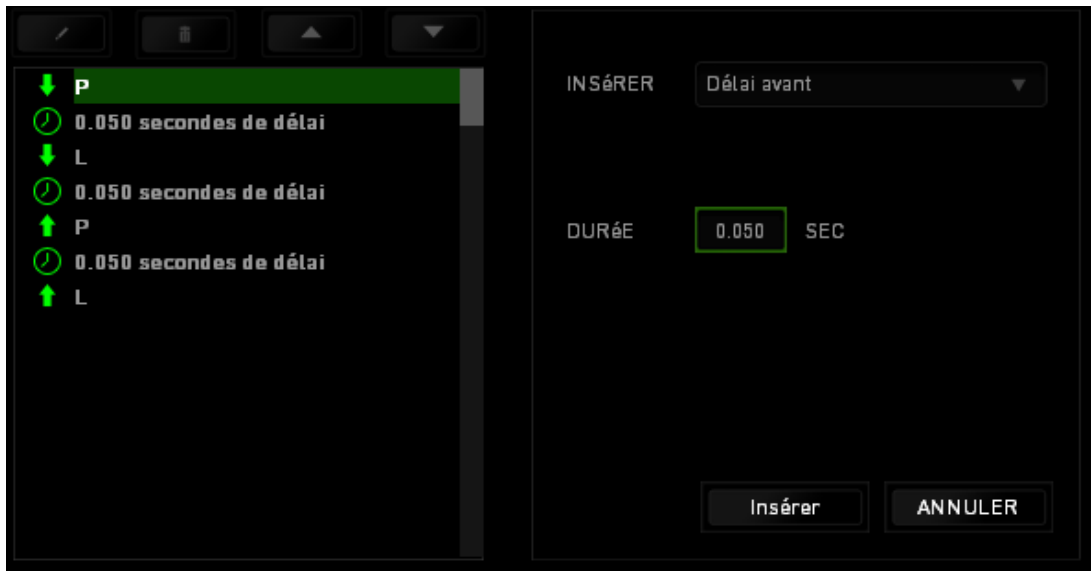 P
0.050 secondes de délai
L
0.050 secondes de délai
P
0.050 secondes de délai
L
INSéRER Délai avant
DURéE 0.050 SEC
Insérer ANNULER